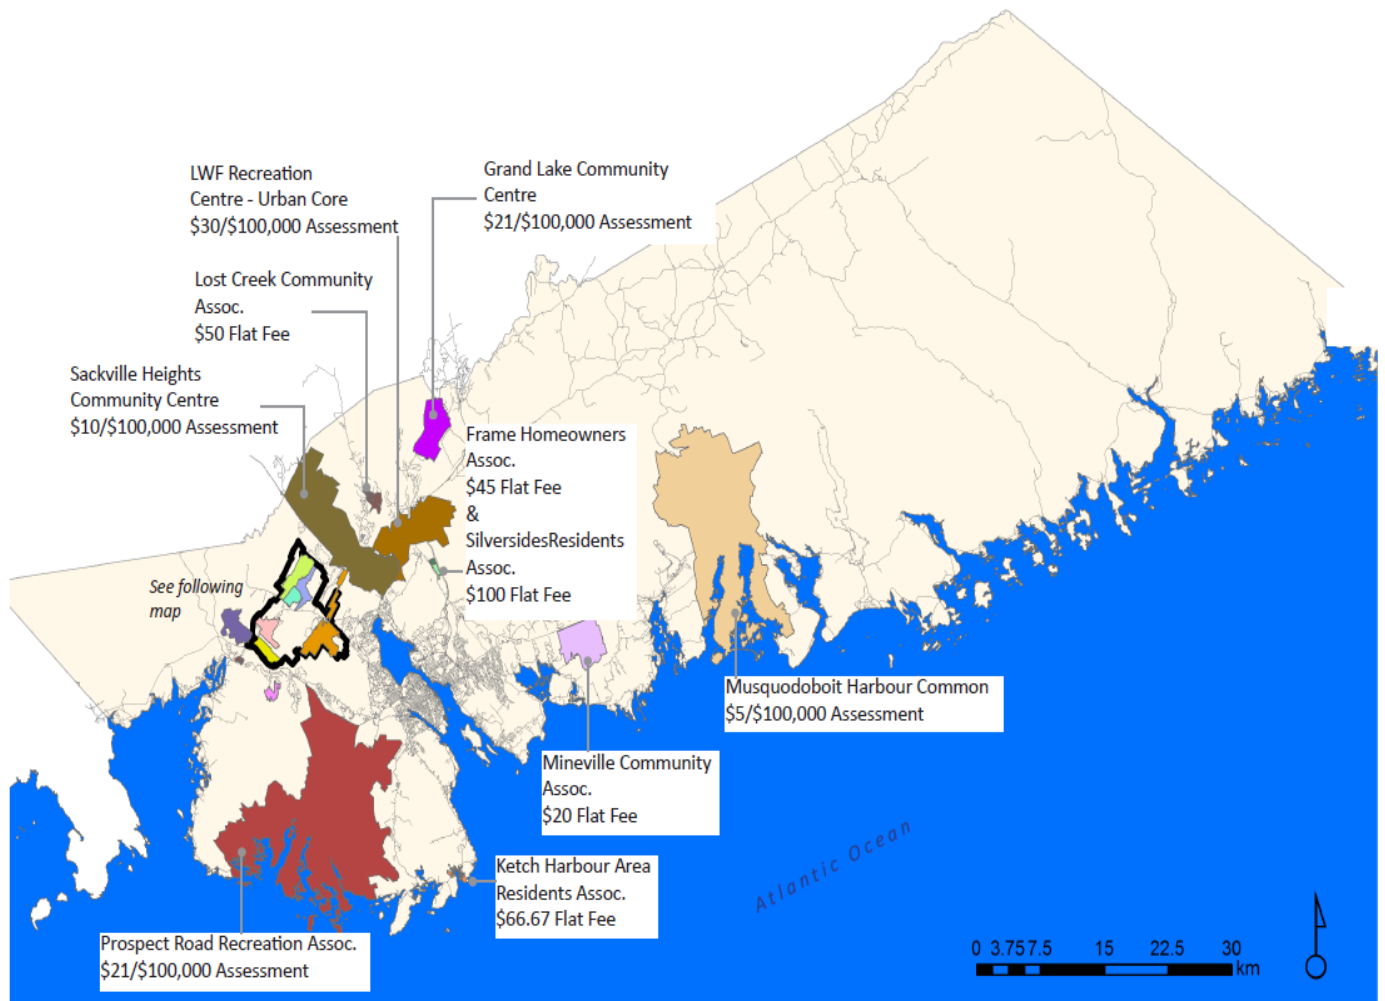 LWF Recreation
Centre - Urban Core
$30/$100,000 Assessment
Grand Lake Community
Centre
$21/$100,000 Assessment
Lost Creek Community
Assoc.
$50 Flat Fee
Sackville Heights
Community Centre
$10/$100,000 Assessment
Frame Homeowners
Assoc.
$45 Flat Fee
&
SilversidesResidents
Assoc.
$100 Flat Fee
See following
map
Musquodoboit Harbour Common
$5/$100,000 Assessment
Mineville Community
Assoc.
$20 Flat Fee
Atlantic Ocean
Ketch Harbour Area
Residents Assoc.
$66.67 Flat Fee
Prospect Road Recreation Assoc.
$21/$100,000 Assessment
0 3.75 7.5 15 22.5 30
km